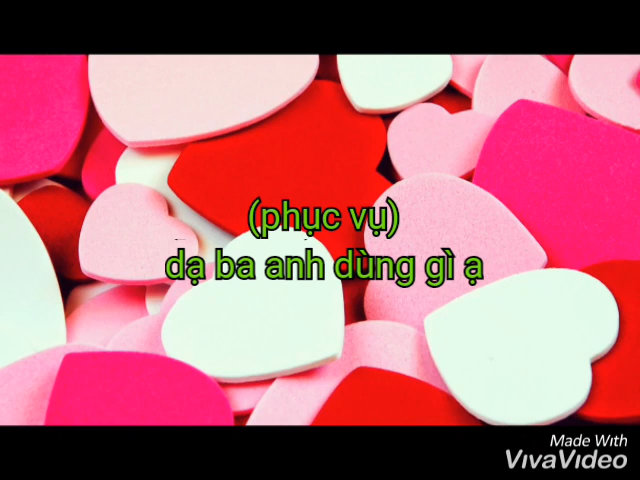 (phục vụ)
dạ ba anh dùng gì ạ
Made With
VivaVideo